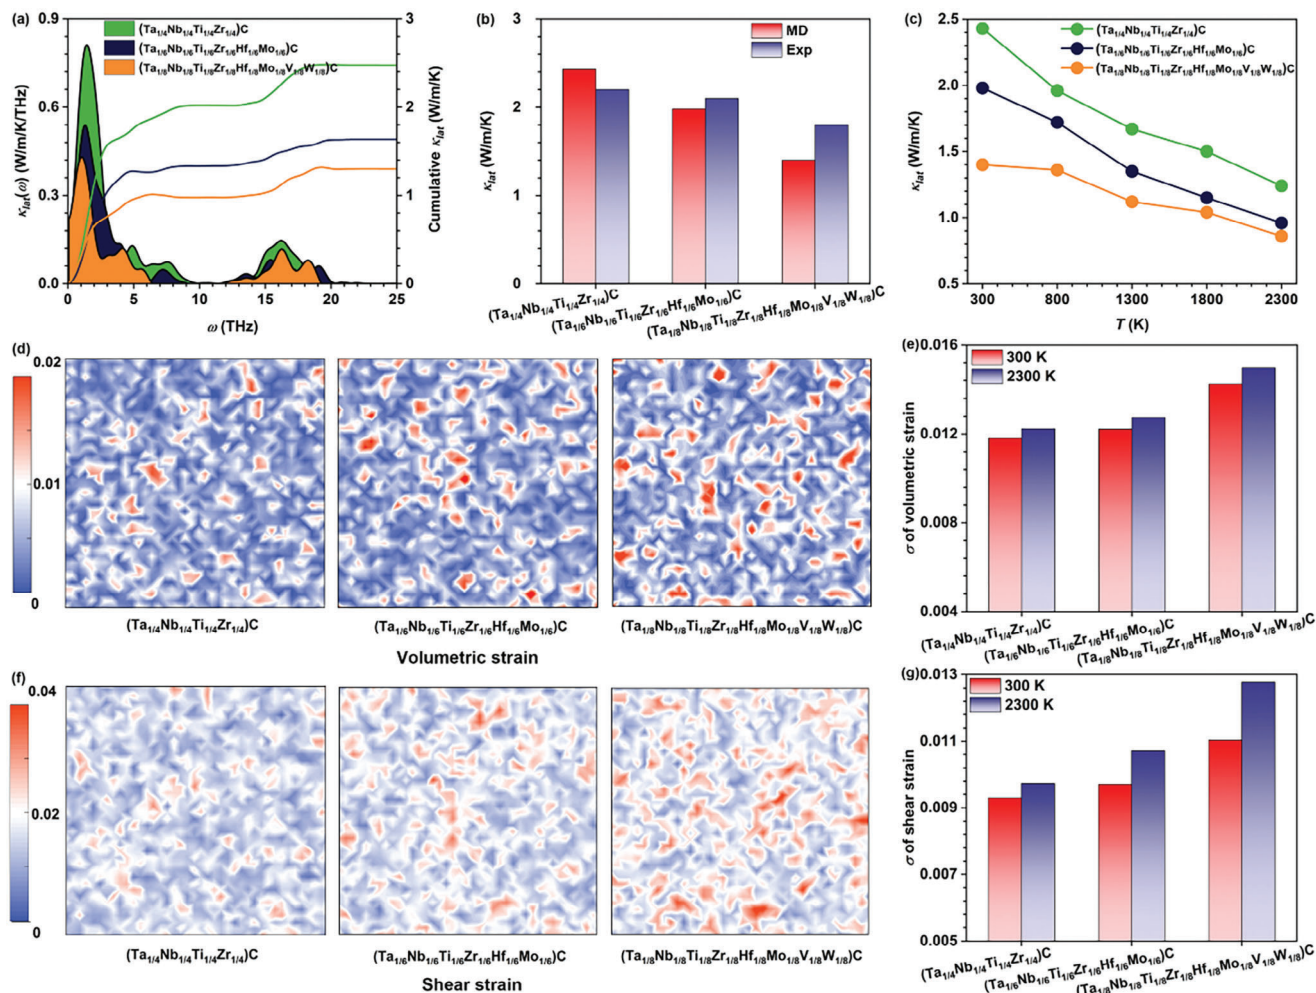 (a)
(Ta1/4Nb1/4Ti1/4Zr1/4)C
(Ta1/6Nb1/6Ti1/6Zr1/6Hf1/6Mo1/6)C
(Ta1/8Nb1/8Ti1/8Zr1/8Hf1/8Mo1/8V1/8W1/8)C
κlat(ω) (W/m/K/THz)
0.9
0.6
0.3
0.0
0 5 10 15 20 25
ω (THz)
3
2
1
0
Cumulative κlat (W/m/K)
(b)
MD
Exp
κlat (W/m/K)
3
2
1
0
(Ta1/4Nb1/4Ti1/4Zr1/4)C
(Ta1/6Nb1/6Ti1/6Zr1/6Hf1/6Mo1/6)C
(Ta1/8Nb1/8Ti1/8Zr1/8Hf1/8Mo1/8V1/8W1/8)C
(c)
(Ta1/4Nb1/4Ti1/4Zr1/4)C
(Ta1/6Nb1/6Ti1/6Zr1/6Hf1/6Mo1/6)C
(Ta1/8Nb1/8Ti1/8Zr1/8Hf1/8Mo1/8V1/8W1/8)C
κlat (W/m/K)
2.5
2.0
1.5
1.0
0.5
300 800 1300 1800 2300
T (K)
(d)
0.02
0.01
0
(Ta1/4Nb1/4Ti1/4Zr1/4)C
(Ta1/6Nb1/6Ti1/6Zr1/6Hf1/6Mo1/6)C
(Ta1/8Nb1/8Ti1/8Zr1/8Hf1/8Mo1/8V1/8W1/8)C
Volumetric strain
(e)
300 K
2300 K
σ of volumetric strain
0.016
0.012
0.008
0.004
(Ta1/4Nb1/4Ti1/4Zr1/4)C
(Ta1/6Nb1/6Ti1/6Zr1/6Hf1/6Mo1/6)C
(Ta1/8Nb1/8Ti1/8Zr1/8Hf1/8Mo1/8V1/8W1/8)C
(f)
0.04
0.02
0
(Ta1/4Nb1/4Ti1/4Zr1/4)C
(Ta1/6Nb1/6Ti1/6Zr1/6Hf1/6Mo1/6)C
(Ta1/8Nb1/8Ti1/8Zr1/8Hf1/8Mo1/8V1/8W1/8)C
Shear strain
(g)
300 K
2300 K
σ of shear strain
0.013
0.011
0.009
0.007
0.005
(Ta1/4Nb1/4Ti1/4Zr1/4)C
(Ta1/6Nb1/6Ti1/6Zr1/6Hf1/6Mo1/6)C
(Ta1/8Nb1/8Ti1/8Zr1/8Hf1/8Mo1/8V1/8W1/8)C